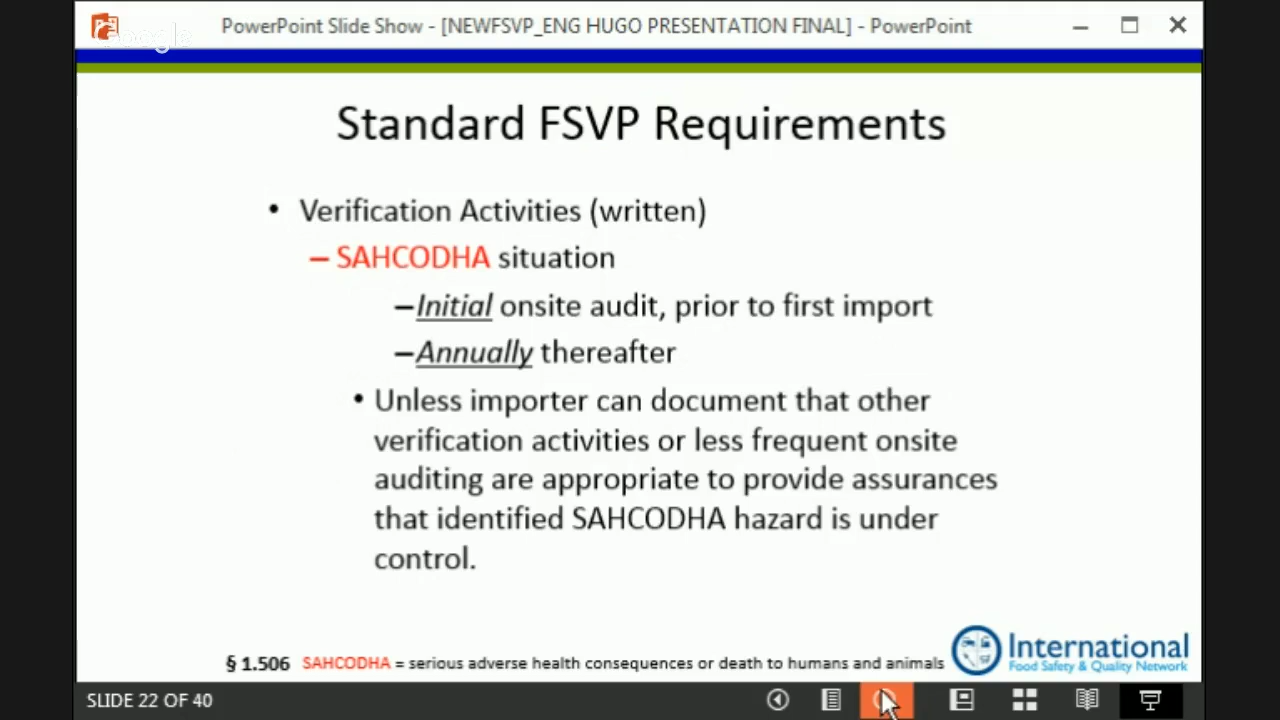 PowerPoint Slide Show - [NEWFSVP_ENG HUGO PRESENTATION FINAL] - PowerPoint
Google
Standard FSVP Requirements
• Verification Activities (written)
– SAHCODHA situation
–Initial onsite audit, prior to first import
–Annually thereafter
• Unless importer can document that other
verification activities or less frequent onsite
auditing are appropriate to provide assurances
that identified SAHCODHA hazard is under
control.
§ 1.506 SAHCODHA = serious adverse health consequences or death to humans and animals
International
Food Safety & Quality Network
SLIDE 22 OF 40